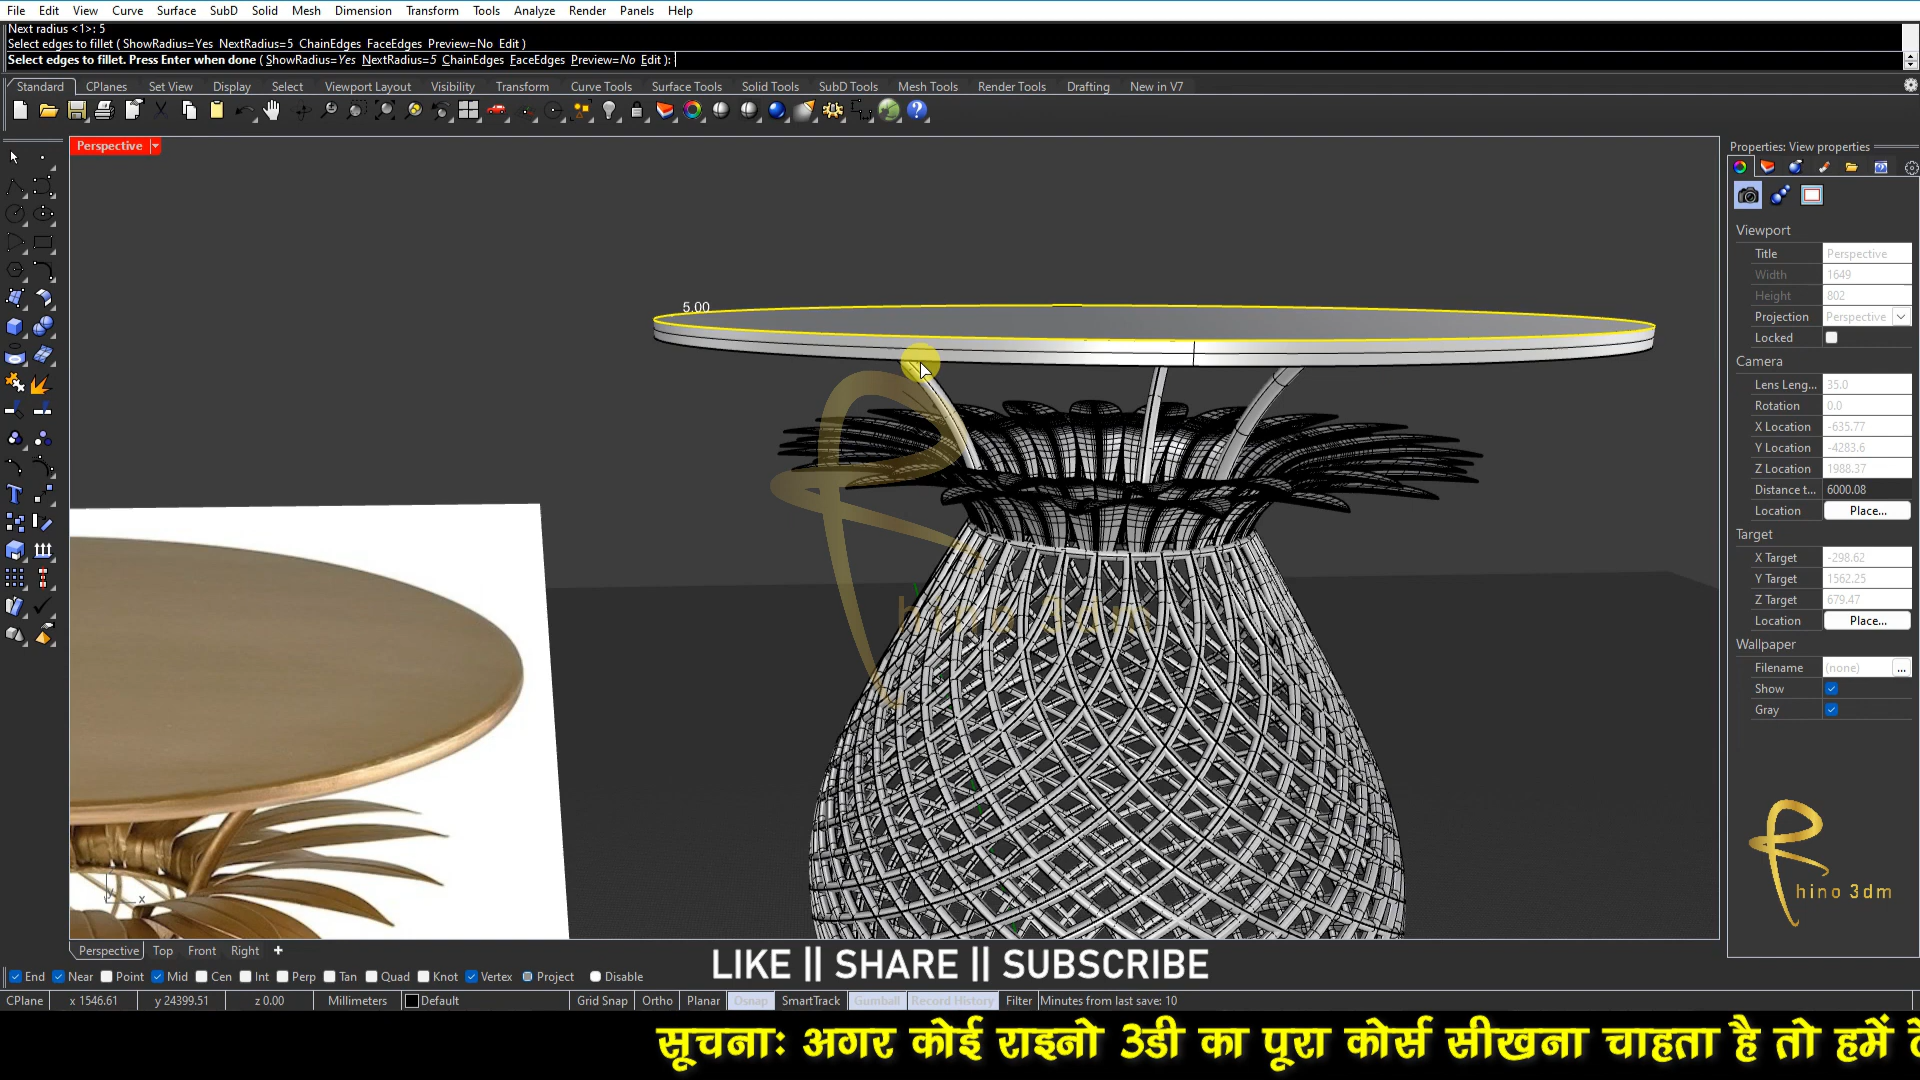 File Edit View Curve Surface SubD Solid Mesh Dimension Transform Tools Analyze Render Panels Help
Next radius <1>: 5
Select edges to fillet ( ShowRadius=Yes NextRadius=5 ChainEdges FaceEdges Preview=No Edit )
Select edges to fillet. Press Enter when done ( ShowRadius=Yes NextRadius=5 ChainEdges FaceEdges Preview=No Edit ):
Standard CPlanes Set View Display Select Viewport Layout Visibility Transform Curve Tools Surface Tools Solid Tools SubD Tools Mesh Tools Render Tools Drafting New in V7
Perspective
Properties: View properties
Viewport
Title Perspective
Width 1649
Height 802
Projection Perspective
Locked
Camera
Lens Leng... 35.0
Rotation 0.0
X Location -635.77
Y Location -4283.6
Z Location 1988.37
Distance t... 6000.08
Location Place...
Target
X Target -298.62
Y Target 1562.25
Z Target 679.47
Location Place...
Wallpaper
Filename (none) ...
Show
Gray
5.00
hino 3dm
x
hino 3dm
Perspective Top Front Right
LIKE || SHARE || SUBSCRIBE
End Near Point Mid Cen Int Perp Tan Quad Knot Vertex Project Disable
CPlane x 1546.61 y 24399.51 z 0.00 Millimeters Default Grid Snap Ortho Planar Osnap SmartTrack Gumball Record History Filter Minutes from last save: 10
सूचनाः अगर कोई राइनो 3डी का पूरा कोर्स सीखना चाहता है तो हमें